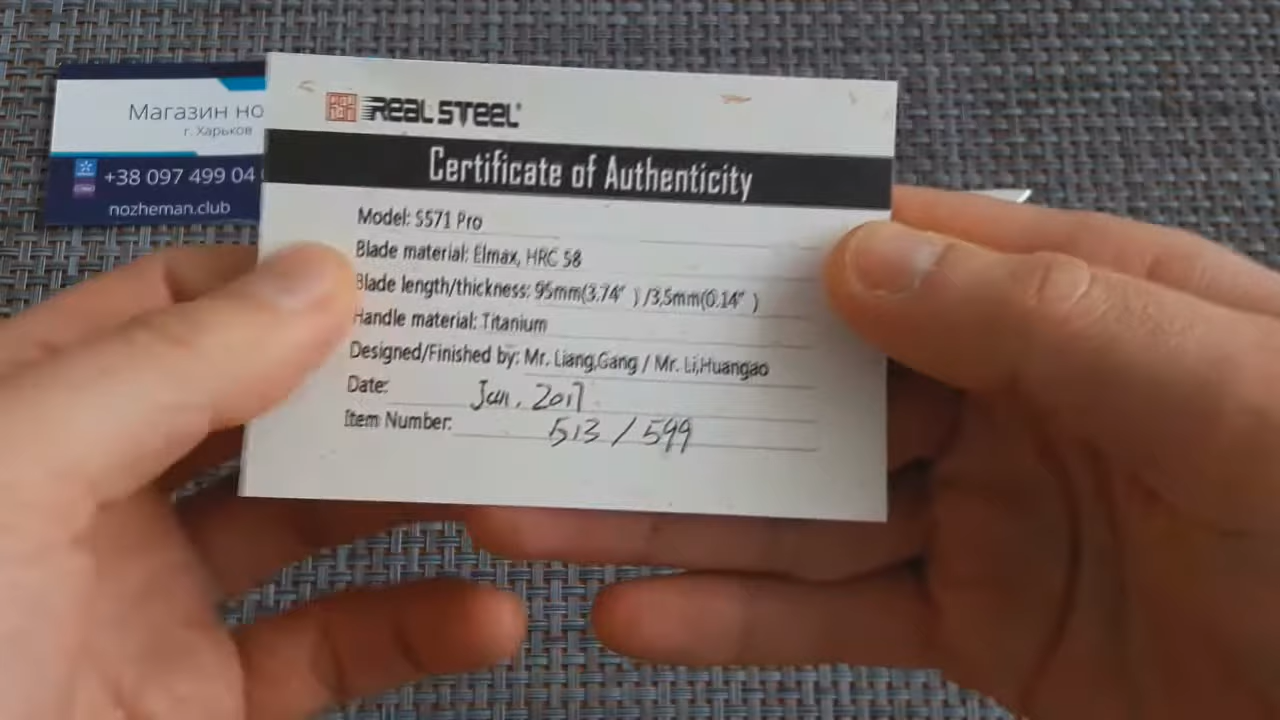 Магазин но
г. Харьков
+38 097 499 04
nozheman.club
REAL STEEL
Certificate of Authenticity
Model: S571 Pro
Blade material: Elmax, HRC 58
Blade length/thickness: 95mm(3.74" ) /3,5mm(0.14" )
Handle material: Titanium
Designed/Finished by: Mr. Liang,Gang / Mr. Li,Huangao
Date: Jan. 2017
Item Number: 513 / 599